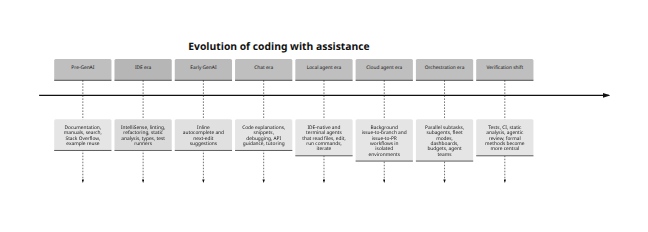 Evolution of coding with assistance
Pre-GenAI
IDE era
Early GenAI
Chat era
Local agent era
Cloud agent era
Orchestration era
Verification shift
Documentation,
manuals, search,
Stack Overflow,
example reuse
IntelliSense, linting,
refactoring, static
analysis, types, test
runners
Inline
autocomplete and
next-edit
suggestions
Code explanations,
snippets,
debugging, API
guidance, tutoring
IDE-native and
terminal agents
that read files, edit,
run commands,
iterate
Background
issue-to-branch and
issue-to-PR
workflows in
isolated
environments
Parallel subtasks,
subagents, fleet
modes,
dashboards,
budgets, agent
teams
Tests, CI, static
analysis, agentic
review, formal
methods become
more central